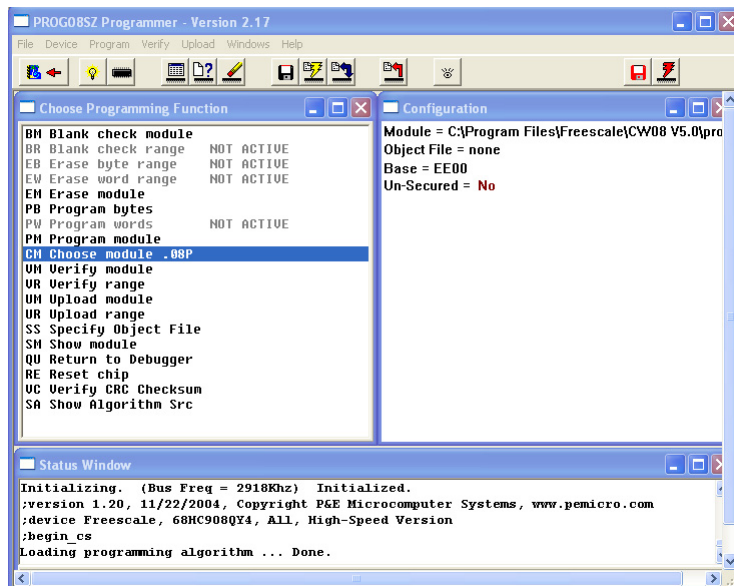 PROG08SZ Programmer - Version 2.17
File Device Program Verify Upload Windows Help
Choose Programming Function
BM Blank check module
BR Blank check range NOT ACTIVE
EB Erase byte range NOT ACTIVE
EW Erase word range NOT ACTIVE
EM Erase module
PB Program bytes
PW Program words NOT ACTIVE
PM Program module
CM Choose module .08P
VM Verify module
VR Verify range
UM Upload module
UR Upload range
SS Specify Object File
SM Show module
QU Return to Debugger
RE Reset chip
VC Verify CRC Checksum
SA Show Algorithm Src
Configuration
Module = C:\Program Files\Freescale\CW08 V5.0\pro
Object File = none
Base = EE00
Un-Secured = No
Status Window
Initializing. (Bus Freq = 2918Khz) Initialized.
;version 1.20, 11/22/2004, Copyright P&E Microcomputer Systems, www.pemicro.com
;device Freescale, 68HC908QY4, All, High-Speed Version
;begin_cs
Loading programming algorithm ... Done.